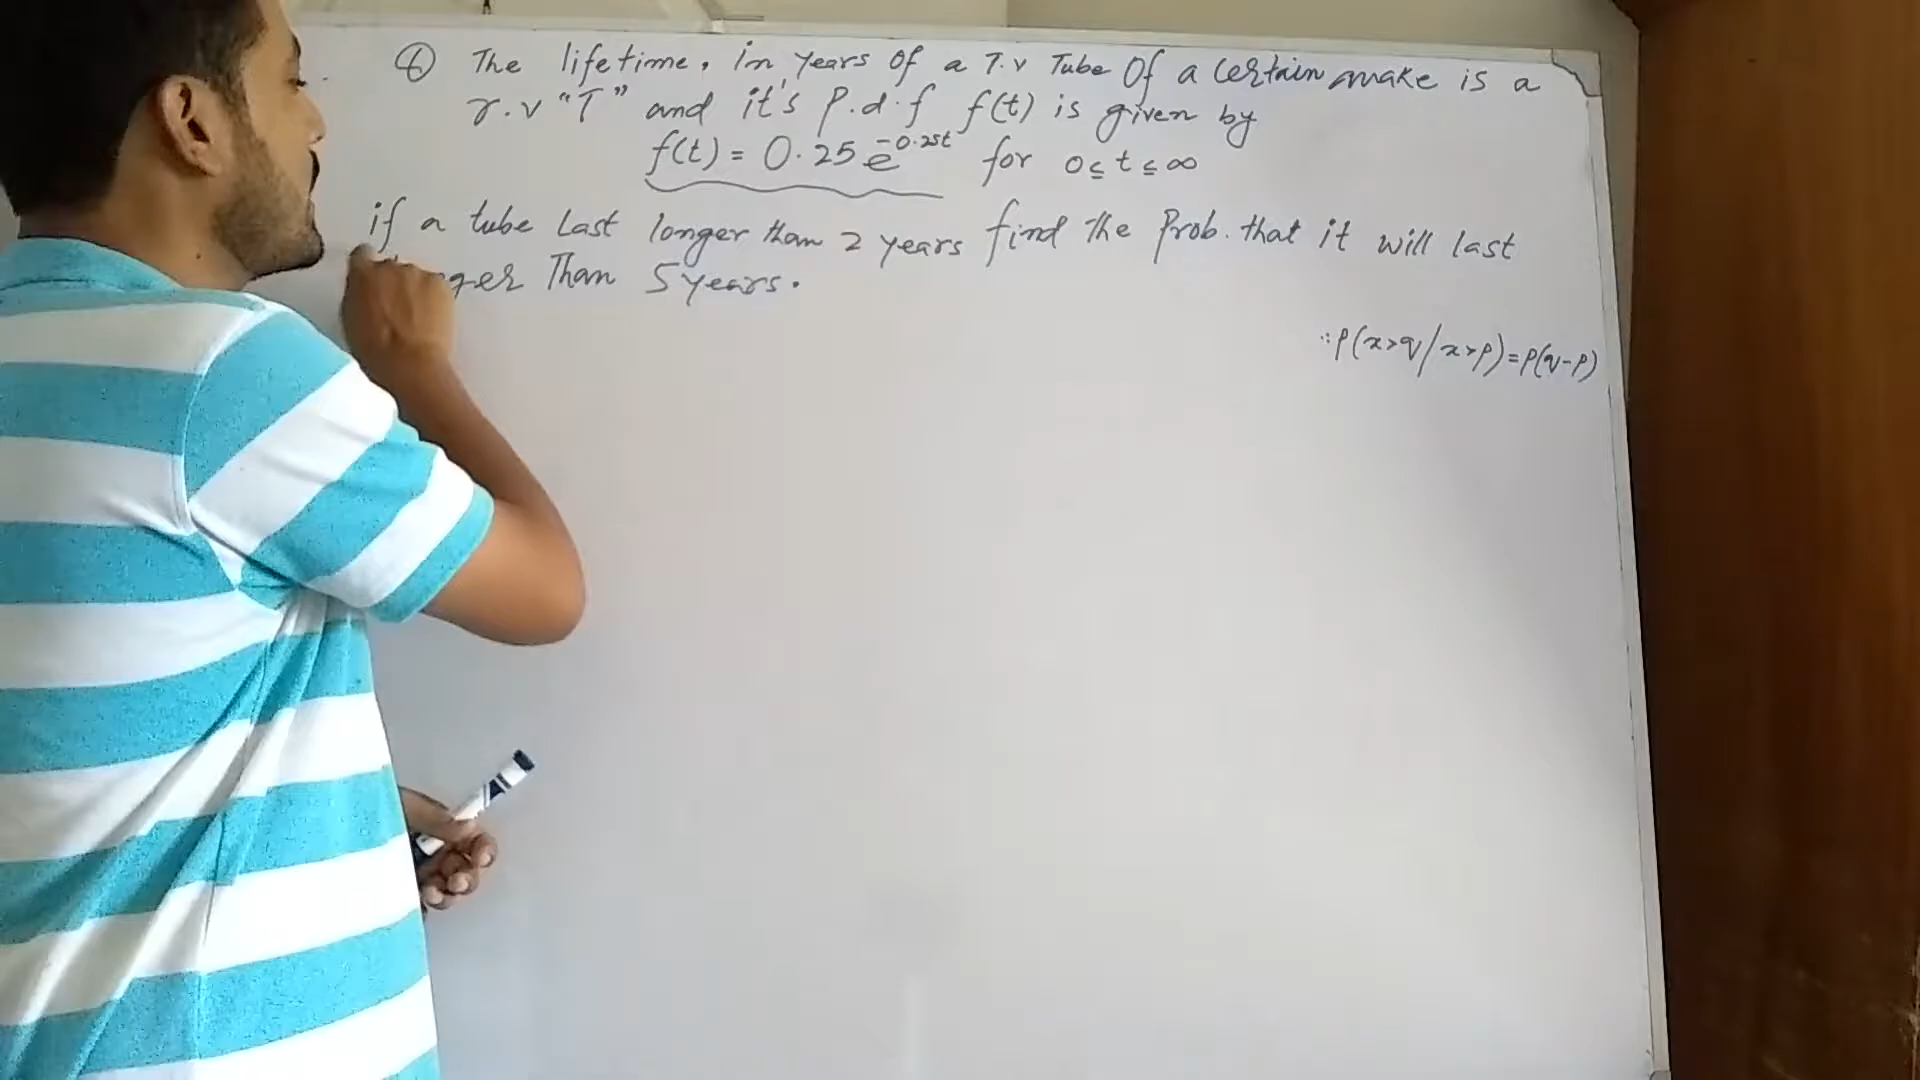 ⑥ The lifetime, in years of a T.V Tube Of a certain make is a
r.v "T" and it's P.d.f f(t) is given by
f(t) = 0.25 e^-0.25t for 0 ≤ t ≤ ∞
if a tube last longer than 2 years find the Prob. that it will last
Than 5 years.
∵ P(x>q/x>p)=P(q-p)